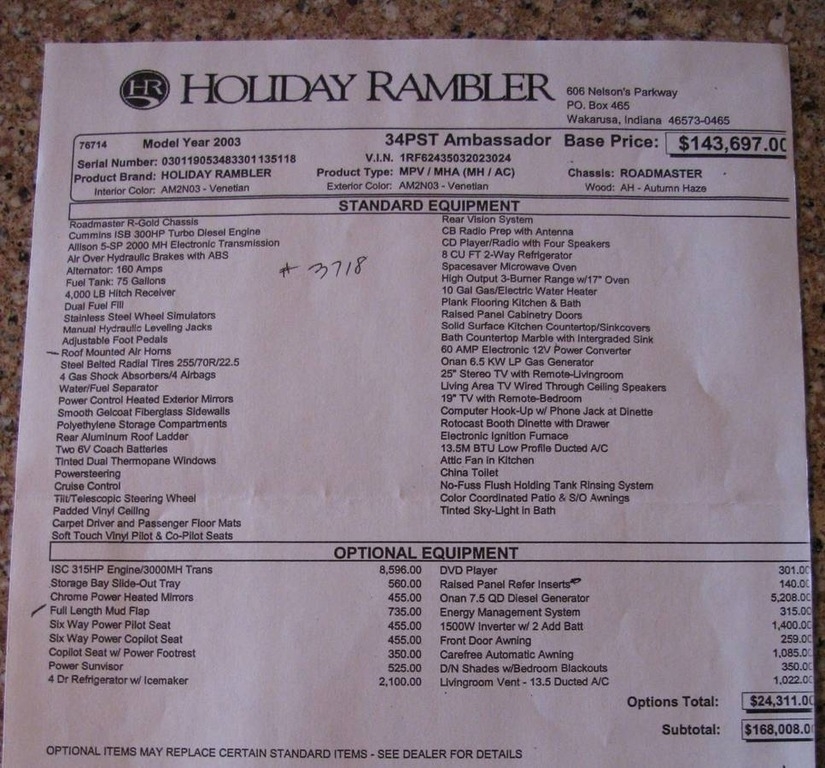 HR HOLIDAY RAMBLER
606 Nelson's Parkway
PO. Box 465
Wakarusa, Indiana 46573-0465
76714 Model Year 2003 34PST Ambassador Base Price: $143,697.00
Serial Number: 030119053483301135118 V.I.N. 1RF62435032023024
Product Brand: HOLIDAY RAMBLER Product Type: MPV / MHA (MH / AC) Chassis: ROADMASTER
Interior Color: AM2N03 - Venetian Exterior Color: AM2N03 - Venetian Wood: AH - Autumn Haze
STANDARD EQUIPMENT
Roadmaster R-Gold Chassis
Cummins ISB 300HP Turbo Diesel Engine
Allison 5-SP 2000 MH Electronic Transmission
Air Over Hydraulic Brakes with ABS
Alternator: 160 Amps
Fuel Tank: 75 Gallons
4,000 LB Hitch Receiver
Dual Fuel Fill
Stainless Steel Wheel Simulators
Manual Hydraulic Leveling Jacks
Adjustable Foot Pedals
Roof Mounted Air Horns
Steel Belted Radial Tires 255/70R/22.5
4 Gas Shock Absorbers/4 Airbags
Water/Fuel Separator
Power Control Heated Exterior Mirrors
Smooth Gelcoat Fiberglass Sidewalls
Polyethylene Storage Compartments
Rear Aluminum Roof Ladder
Two 6V Coach Batteries
Tinted Dual Thermopane Windows
Powersteering
Cruise Control
Tilt/Telescopic Steering Wheel
Padded Vinyl Ceiling
Carpet Driver and Passenger Floor Mats
Soft Touch Vinyl Pilot & Co-Pilot Seats
# 3718
Rear Vision System
CB Radio Prep with Antenna
CD Player/Radio with Four Speakers
8 CU FT 2-Way Refrigerator
Spacesaver Microwave Oven
High Output 3-Burner Range w/17" Oven
10 Gal Gas/Electric Water Heater
Plank Flooring Kitchen & Bath
Raised Panel Cabinetry Doors
Solid Surface Kitchen Countertop/Sinkcovers
Bath Countertop Marble with Intergraded Sink
60 AMP Electronic 12V Power Converter
Onan 6.5 KW LP Gas Generator
25" Stereo TV with Remote-Livingroom
Living Area TV Wired Through Ceiling Speakers
19" TV with Remote-Bedroom
Computer Hook-Up w/ Phone Jack at Dinette
Rotocast Booth Dinette with Drawer
Electronic Ignition Furnace
13.5M BTU Low Profile Ducted A/C
Attic Fan in Kitchen
China Toilet
No-Fuss Flush Holding Tank Rinsing System
Color Coordinated Patio & S/O Awnings
Tinted Sky-Light in Bath
OPTIONAL EQUIPMENT
ISC 315HP Engine/3000MH Trans 8,596.00 DVD Player 301.00
Storage Bay Slide-Out Tray 560.00 Raised Panel Refer Inserts 140.00
Chrome Power Heated Mirrors 455.00 Onan 7.5 QD Diesel Generator 5,208.00
Full Length Mud Flap 735.00 Energy Management System 315.00
Six Way Power Pilot Seat 455.00 1500W Inverter w/ 2 Add Batt 1,400.00
Six Way Power Copilot Seat 455.00 Front Door Awning 259.00
Copilot Seat w/ Power Footrest 350.00 Carefree Automatic Awning 1,085.00
Power Sunvisor 525.00 D/N Shades w/Bedroom Blackouts 350.00
4 Dr Refrigerator w/ Icemaker 2,100.00 Livingroom Vent - 13.5 Ducted A/C 1,022.00
Options Total: $24,311.00
Subtotal: $168,008.00
OPTIONAL ITEMS MAY REPLACE CERTAIN STANDARD ITEMS - SEE DEALER FOR DETAILS